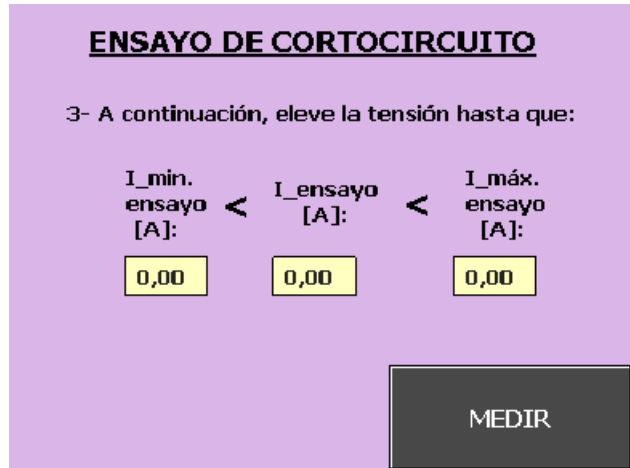 ENSAYO DE CORTOCIRCUITO
3- A continuación, eleve la tensión hasta que:
I_min.
ensayo
[A]:
<
I_ensayo
[A]:
<
I_máx.
ensayo
[A]:
0,00
0,00
0,00
MEDIR